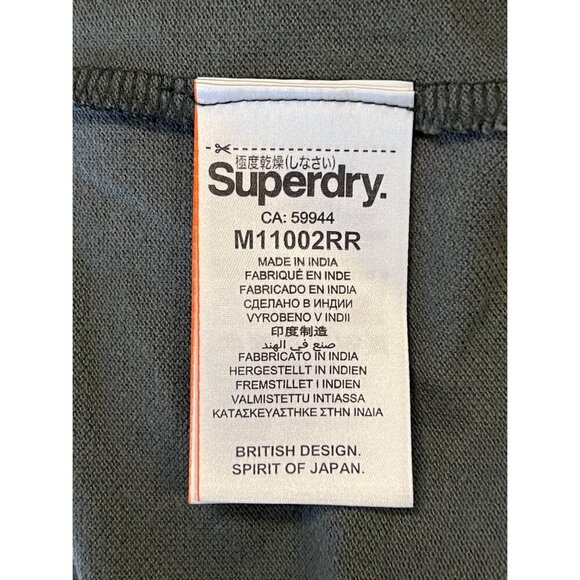 極度乾燥(しなさい)
Superdry.
CA: 59944
M11002RR
MADE IN INDIA
FABRIQUÉ EN INDE
FABRICADO EN INDIA
СДЕЛАНО В ИНДИИ
VYROBENO V INDII
印度制造
صنع في الهند
FABBRICATO IN INDIA
HERGESTELLT IN INDIEN
FREMSTILLET I INDIEN
VALMISTETTU INTIASSA
ΚΑΤΑΣΚΕΥΑΣΤΗΚΕ ΣΤΗΝ ΙΝΔΙΑ
BRITISH DESIGN.
SPIRIT OF JAPAN.